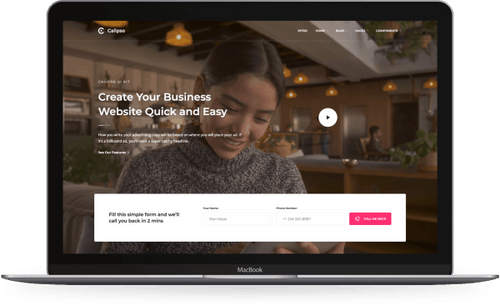 Calipso
INTRO HOME BLOG PAGES COMPONENTS
CALIPSO UI KIT
Create Your Business
Website Quick and Easy
How you write your advertising copy will be based on where you will place your ad. If
it's a billboard ad, you'll need a super catchy headline
See Our Features
Your Name Phone Number
Fill this simple form and we'll
call you back in 2 mins
Elon Musk
CALL ME BACK
MacBook